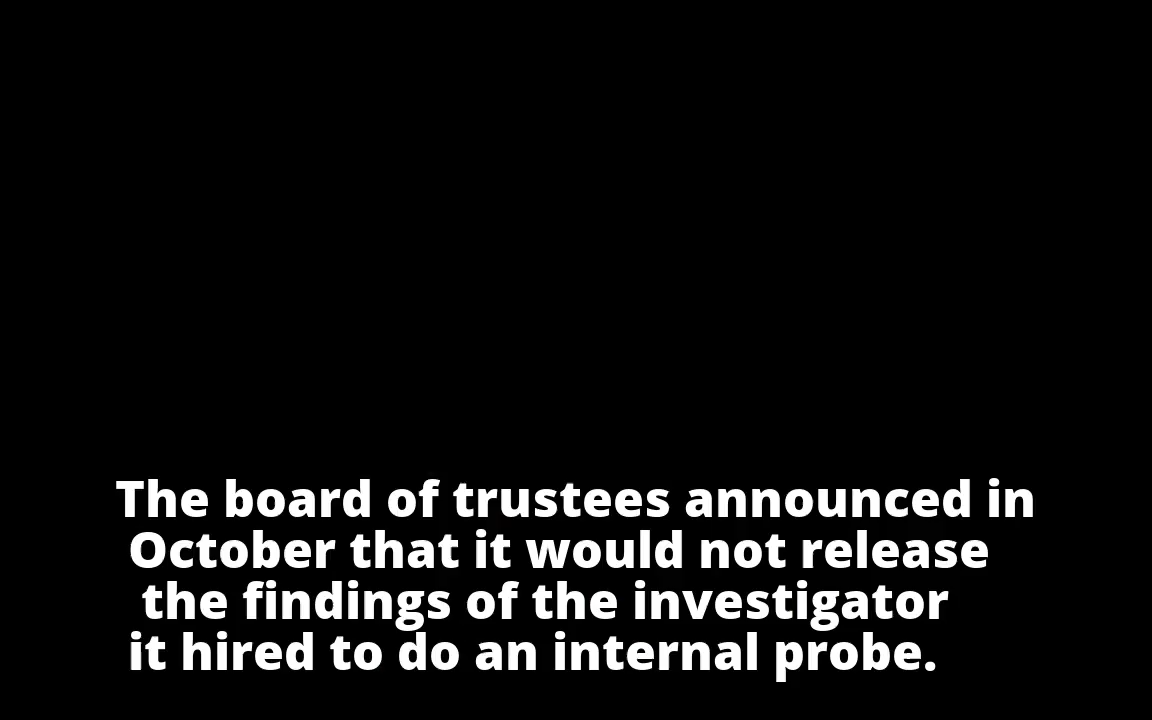 The board of trustees announced in
October that it would not release
the findings of the investigator
it hired to do an internal probe.